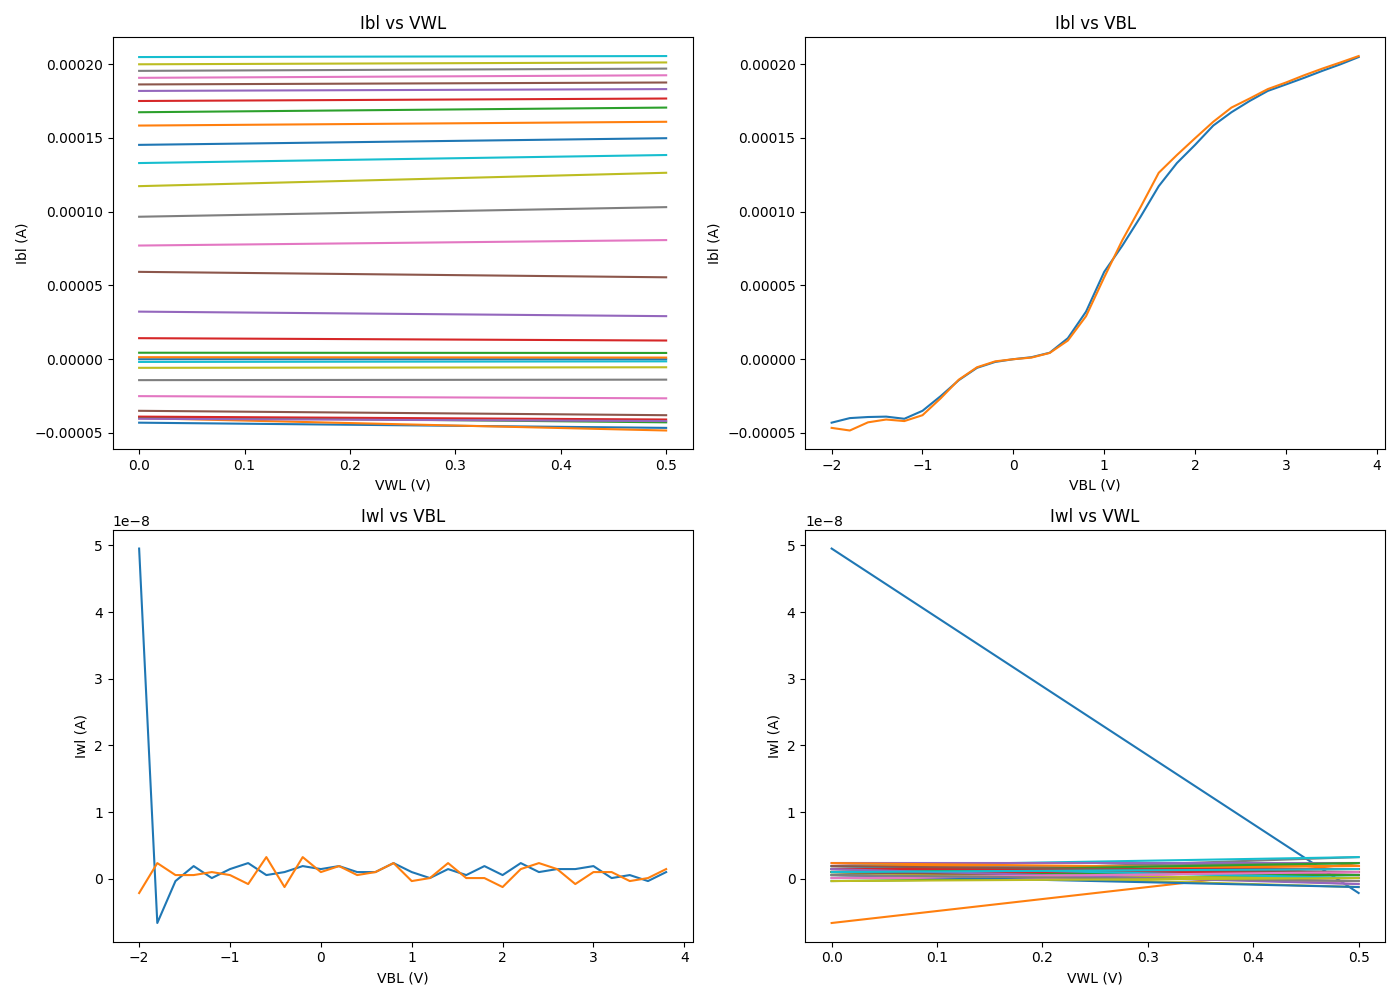 Ibl vs VWL
Ibl (A)
0.00020
0.00015
0.00010
0.00005
0.00000
−0.00005
0.0 0.1 0.2 0.3 0.4 0.5
VWL (V)
Ibl vs VBL
Ibl (A)
0.00020
0.00015
0.00010
0.00005
0.00000
−0.00005
−2 −1 0 1 2 3 4
VBL (V)
Iwl vs VBL
1e−8
Iwl (A)
5
4
3
2
1
0
−2 −1 0 1 2 3 4
VBL (V)
Iwl vs VWL
1e−8
Iwl (A)
5
4
3
2
1
0
0.0 0.1 0.2 0.3 0.4 0.5
VWL (V)